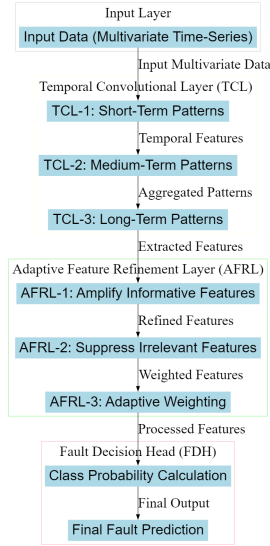 Input Layer
Input Data (Multivariate Time-Series)
Input Multivariate Data
Temporal Convolutional Layer (TCL)
TCL-1: Short-Term Patterns
Temporal Features
TCL-2: Medium-Term Patterns
Aggregated Patterns
TCL-3: Long-Term Patterns
Extracted Features
Adaptive Feature Refinement Layer (AFRL)
AFRL-1: Amplify Informative Features
Refined Features
AFRL-2: Suppress Irrelevant Features
Weighted Features
AFRL-3: Adaptive Weighting
Processed Features
Fault Decision Head (FDH)
Class Probability Calculation
Final Output
Final Fault Prediction